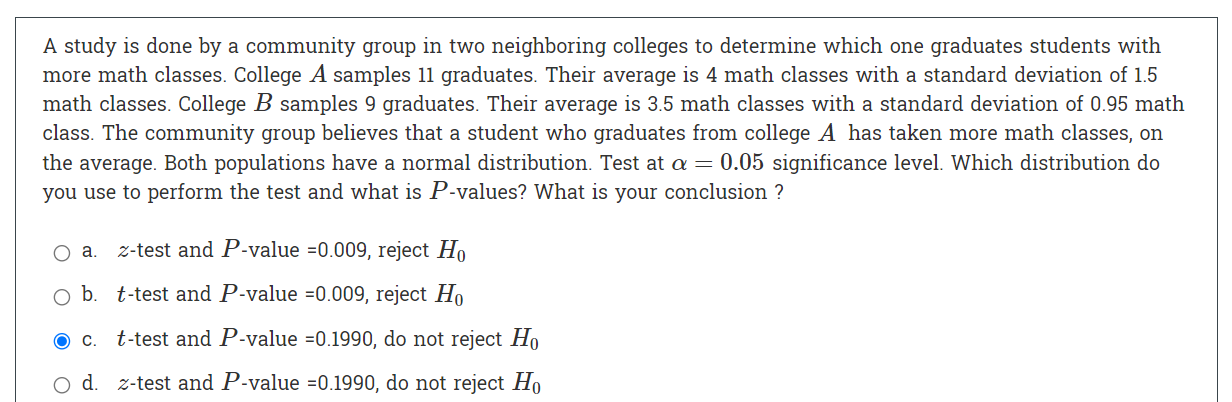 A study is done by a community group in two neighboring colleges to determine which one graduates students with
more math classes. College A samples 11 graduates. Their average is 4 math classes with a standard deviation of 1.5
math classes. College B samples 9 graduates. Their average is 3.5 math classes with a standard deviation of 0.95 math
class. The community group believes that a student who graduates from college A has taken more math classes, on
the average. Both populations have a normal distribution. Test at α = 0.05 significance level. Which distribution do
you use to perform the test and what is P-values? What is your conclusion ?
a. z-test and P-value =0.009, reject H₀
b. t-test and P-value =0.009, reject H₀
c. t-test and P-value =0.1990, do not reject H₀
d. z-test and P-value =0.1990, do not reject H₀